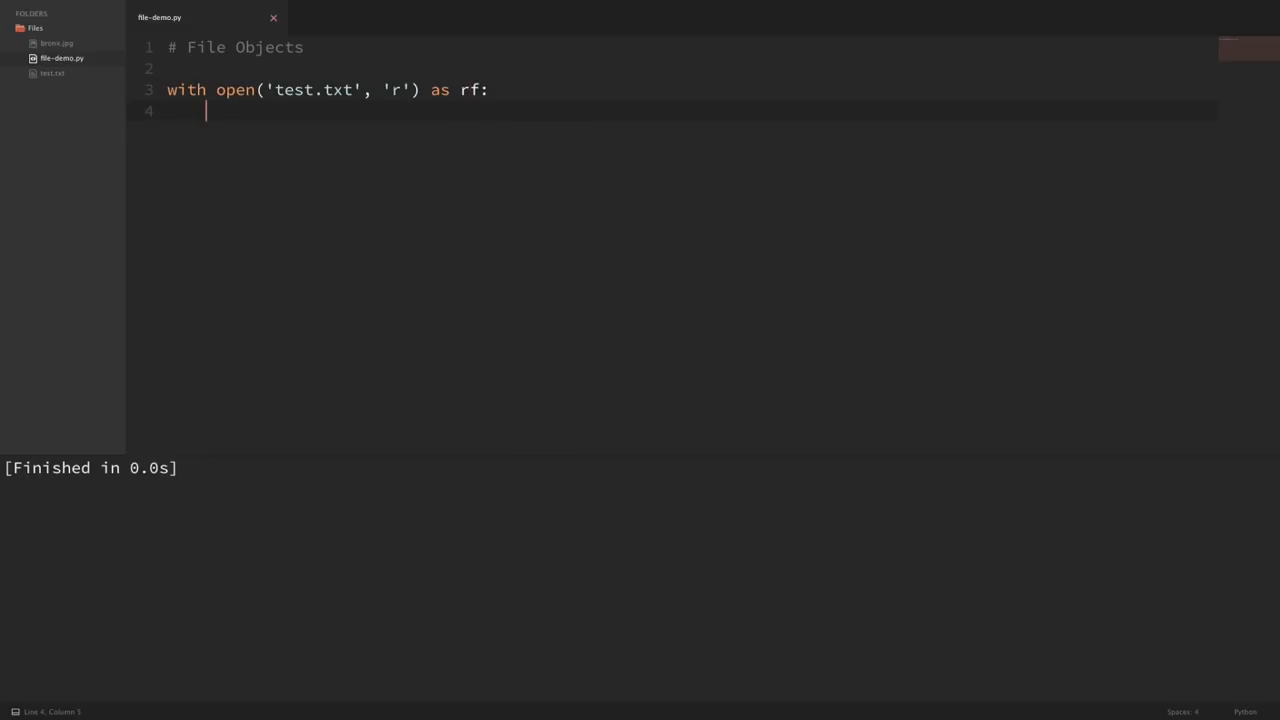 FOLDERS
Files
bronx.jpg
file-demo.py
test.txt
file-demo.py
1 # File Objects
2
3 with open('test.txt', 'r') as rf:
4
[Finished in 0.0s]
Line 4, Column 5
Spaces: 4
Python